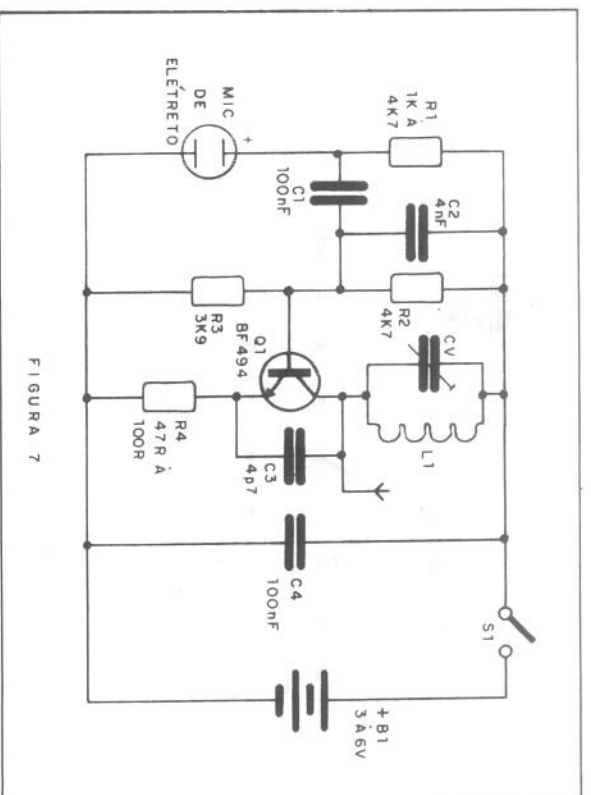 R1
1K À
4K7
C2
4nF
MIC
DE
ELÉTRETO
+
C1
100nF
R2
4K7
CV
L1
R3
3K9
Q1
BF494
R4
47R À
100R
C3
4p7
C4
100nF
S1
+B1
3 À 6V
FIGURA 7